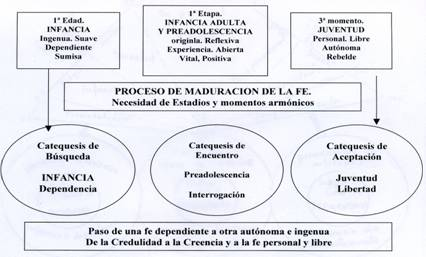 1ª Edad.
INFANCIA
Ingenua. Suave
Dependiente
Sumisa
1ª Etapa.
INFANCIA ADULTA
Y PREADOLESCENCIA
originla. Reflexiva
Experiencia. Abierta
Vital, Positiva
3ª momento.
JUVENTUD
Personal. Libre
Autónoma
Rebelde
PROCESO DE MADURACION DE LA FE.
Necesidad de Estadios y momentos armónicos
Catequesis de
Búsqueda
INFANCIA
Dependencia
Catequesis de
Encuentro
Preadolescencia
Interrogación
Catequesis de
Aceptación
Juventud
Libertad
Paso de una fe dependiente a otra autónoma e ingenua
De la Credulidad a la Creencia y a la fe personal y libre